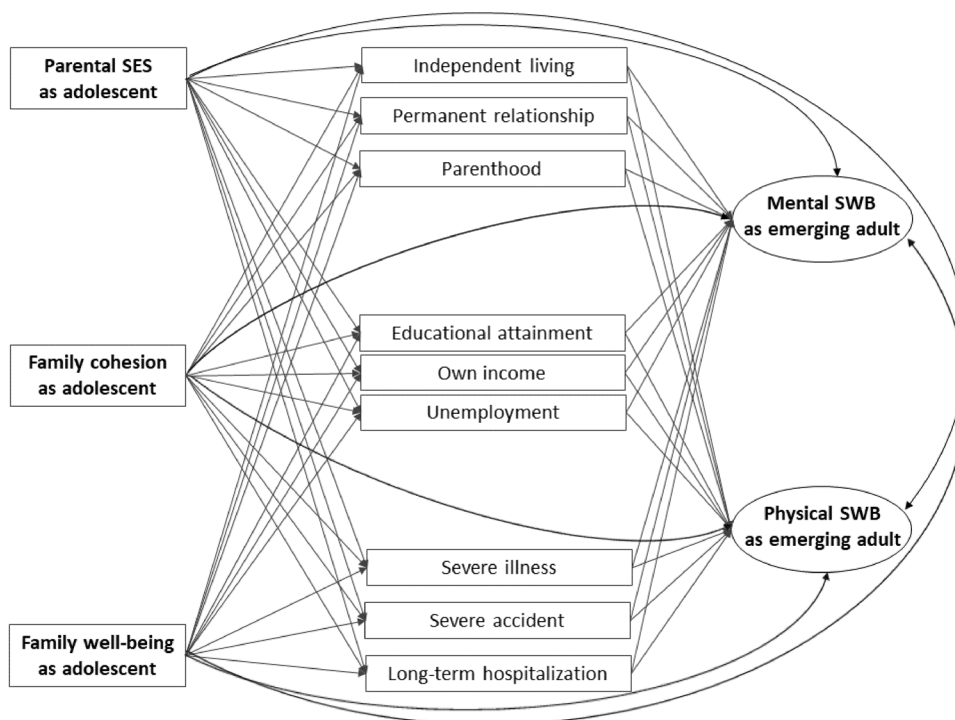 Parental SES
as adolescent
Independent living
Permanent relationship
Parenthood
Mental SWB
as emerging adult
Family cohesion
as adolescent
Educational attainment
Own income
Unemployment
Physical SWB
as emerging adult
Severe illness
Severe accident
Long-term hospitalization
Family well-being
as adolescent